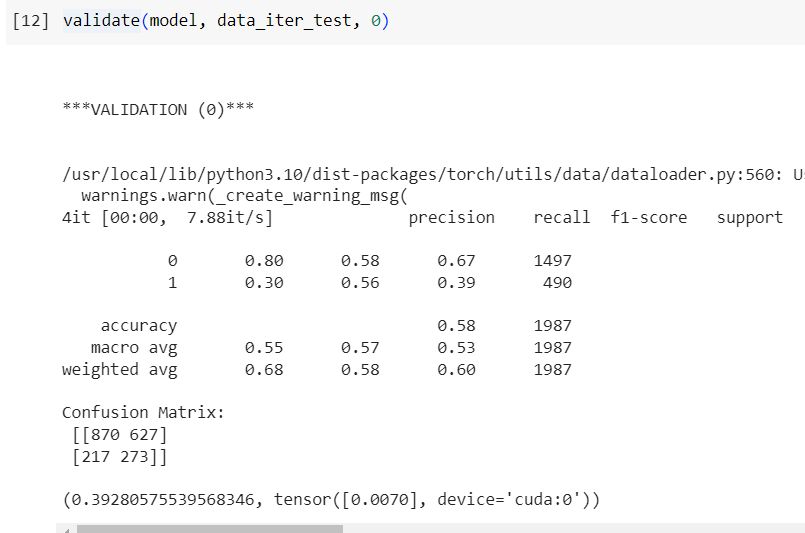 [12] validate(model, data_iter_test, 0)
***VALIDATION (0)***
/usr/local/lib/python3.10/dist-packages/torch/utils/data/dataloader.py:560: U
warnings.warn(_create_warning_msg(
4it [00:00, 7.88it/s] precision recall f1-score support
0 0.80 0.58 0.67 1497
1 0.30 0.56 0.39 490
accuracy 0.58 1987
macro avg 0.55 0.57 0.53 1987
weighted avg 0.68 0.58 0.60 1987
Confusion Matrix:
[[870 627]
[217 273]]
(0.39280575539568346, tensor([0.0070], device='cuda:0'))